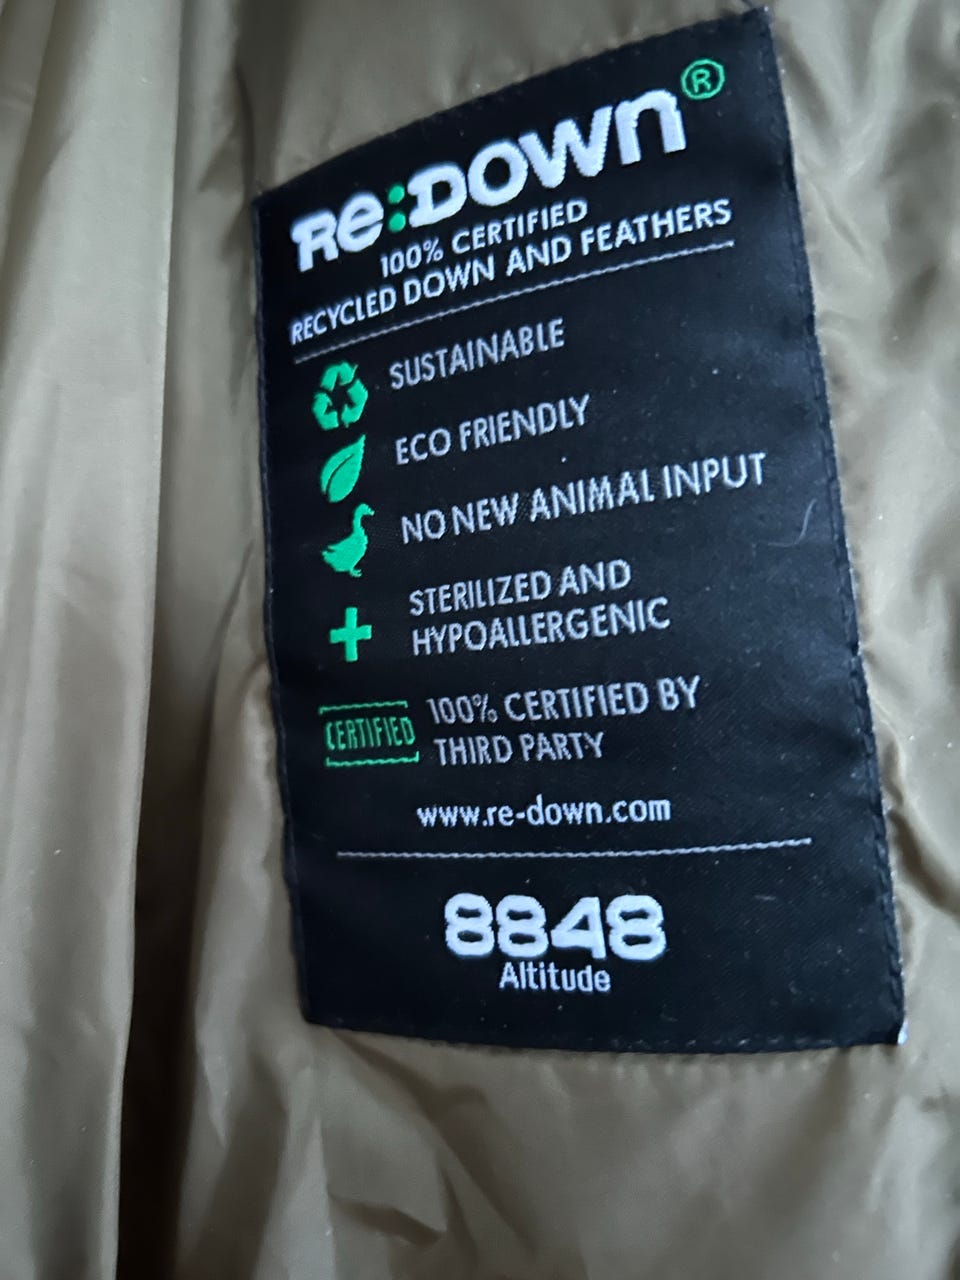 Re:DOWN®
100% CERTIFIED
RECYCLED DOWN AND FEATHERS
SUSTAINABLE
ECO FRIENDLY
NO NEW ANIMAL INPUT
STERILIZED AND
HYPOALLERGENIC
CERTIFIED
100% CERTIFIED BY
THIRD PARTY
www.re-down.com
8848
Altitude